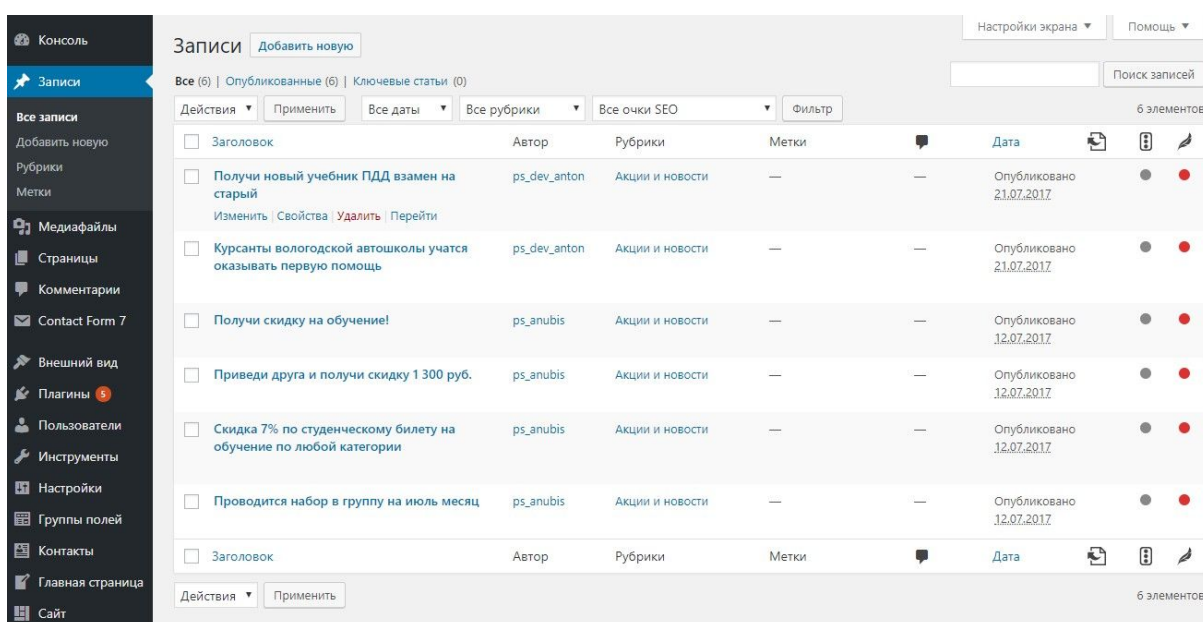 Консоль
Записи
Все записи
Добавить новую
Рубрики
Метки
Медиафайлы
Страницы
Комментарии
Contact Form 7
Внешний вид
Плагины 5
Пользователи
Инструменты
Настройки
Группы полей
Контакты
Главная страница
Сайт
Настройки экрана ▼ Помощь ▼
Записи Добавить новую
Все (6) | Опубликованные (6) | Ключевые статьи (0)
Поиск записей
Действия ▼ Применить Все даты ▼ Все рубрики ▼ Все очки SEO ▼ Фильтр 6 элементов
Заголовок Автор Рубрики Метки Дата
Получи новый учебник ПДД взамен на ps_dev_anton Акции и новости — — Опубликовано
старый 21.07.2017
Изменить | Свойства | Удалить | Перейти
Курсанты вологодской автошколы учатся ps_dev_anton Акции и новости — — Опубликовано
оказывать первую помощь 21.07.2017
Получи скидку на обучение! ps_anubis Акции и новости — — Опубликовано
12.07.2017
Приведи друга и получи скидку 1 300 руб. ps_anubis Акции и новости — — Опубликовано
12.07.2017
Скидка 7% по студенческому билету на ps_anubis Акции и новости — — Опубликовано
обучение по любой категории 12.07.2017
Проводится набор в группу на июль месяц ps_anubis Акции и новости — — Опубликовано
12.07.2017
Заголовок Автор Рубрики Метки Дата
Действия ▼ Применить 6 элементов